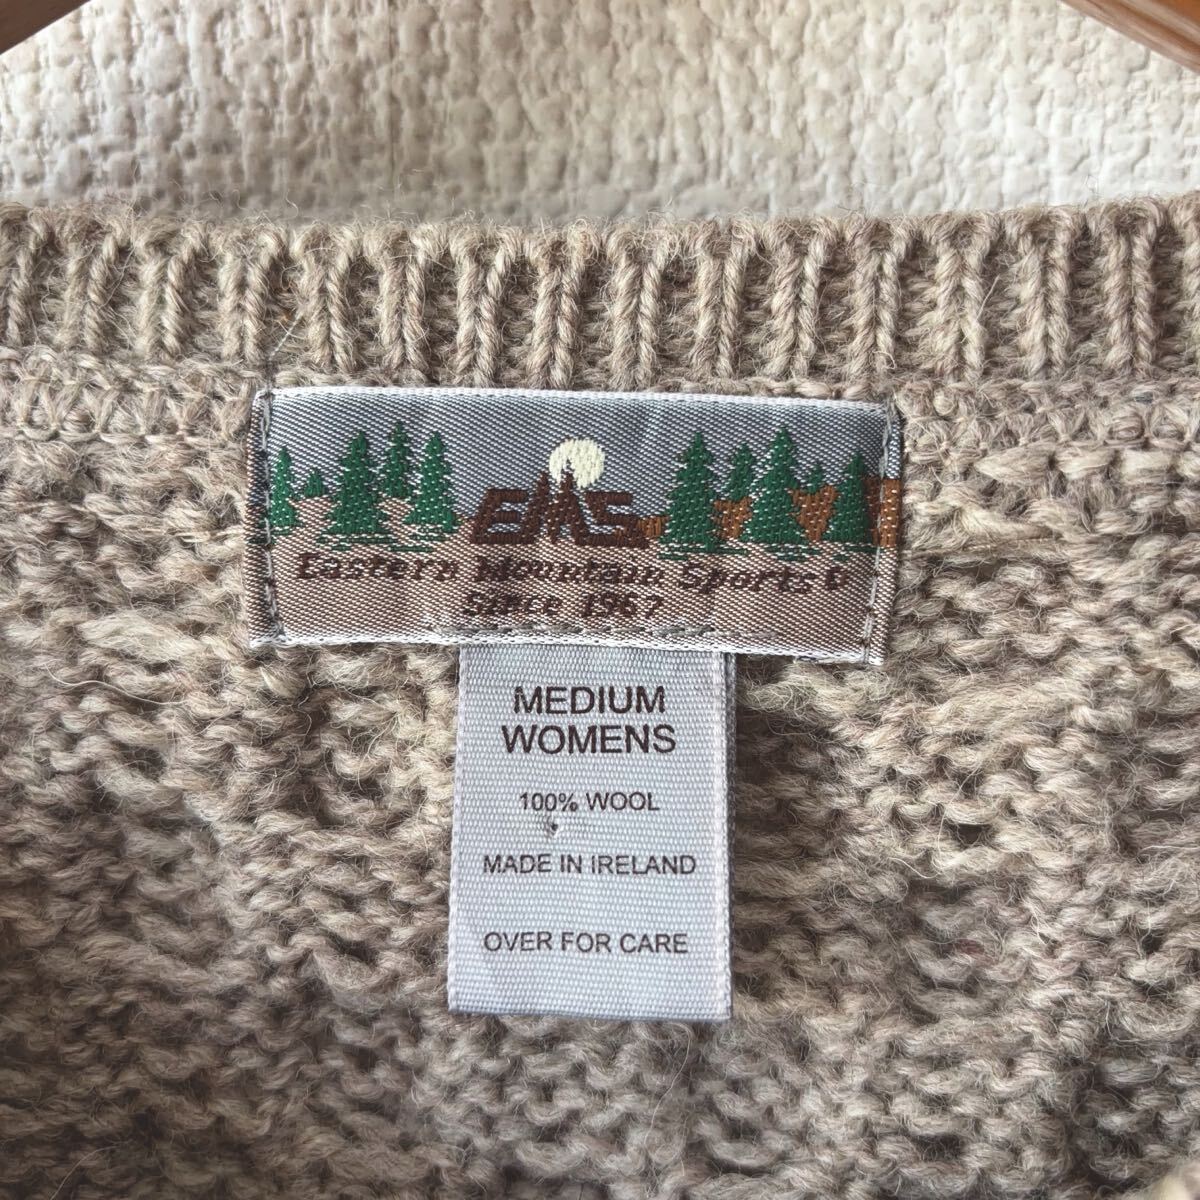 EMS
Eastern Mountain Sports®
Since 1967
MEDIUM
WOMENS
100% WOOL
MADE IN IRELAND
OVER FOR CARE